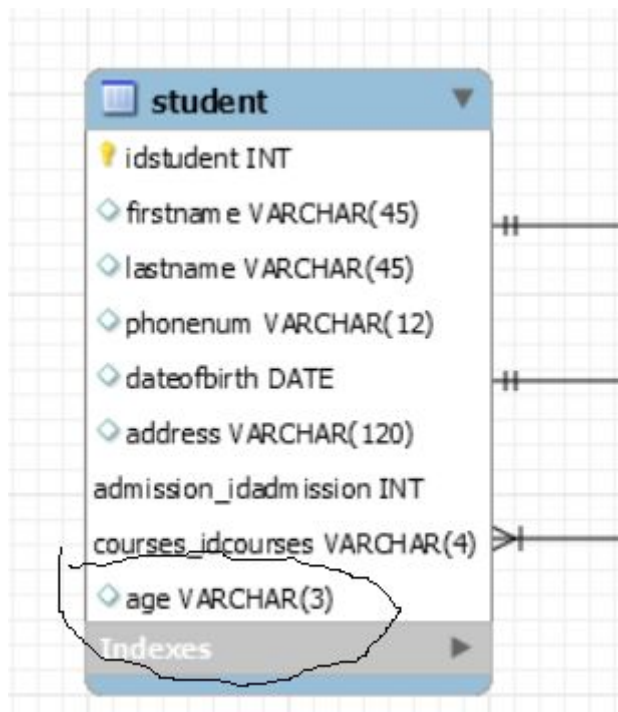 student
idstudent INT
firstname VARCHAR(45)
lastname VARCHAR(45)
phonenum VARCHAR(12)
dateofbirth DATE
address VARCHAR(120)
admission_idadmission INT
courses_idcourses VARCHAR(4)
age VARCHAR(3)
Indexes